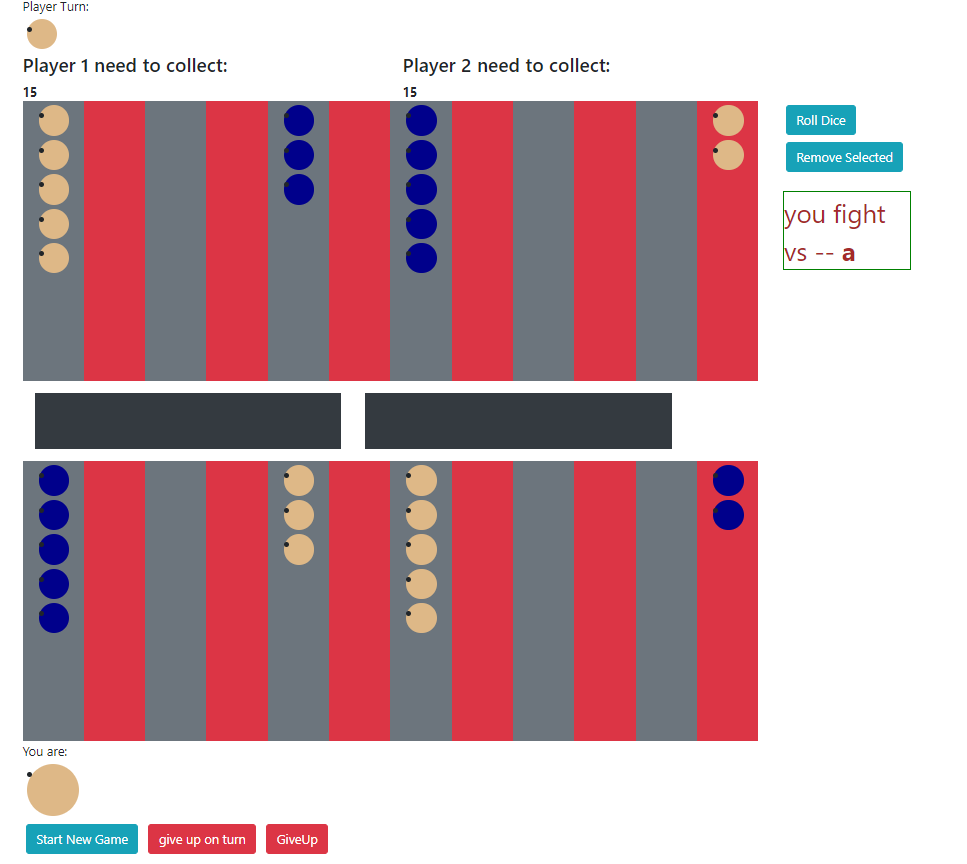 Player Turn:
Player 1 need to collect:
Player 2 need to collect:
15
15
Roll Dice
Remove Selected
you fight
vs -- a
You are:
Start New Game
give up on turn
GiveUp